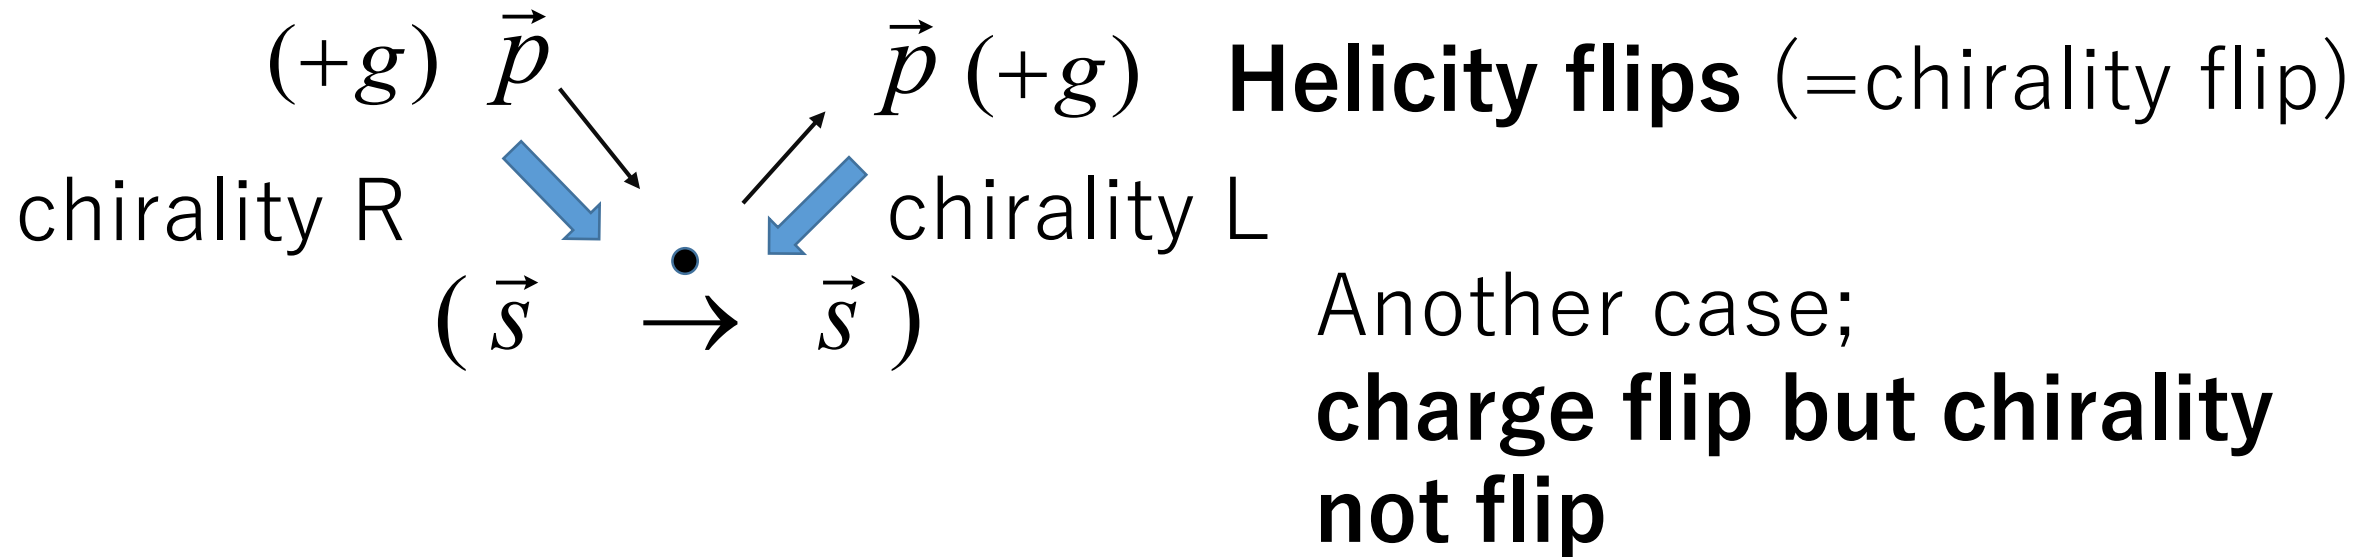 (+g) p⃗ p⃗ (+g) Helicity flips (=chirality flip)
chirality R chirality L
( s⃗ → s⃗ )
Another case;
charge flip but chirality
not flip